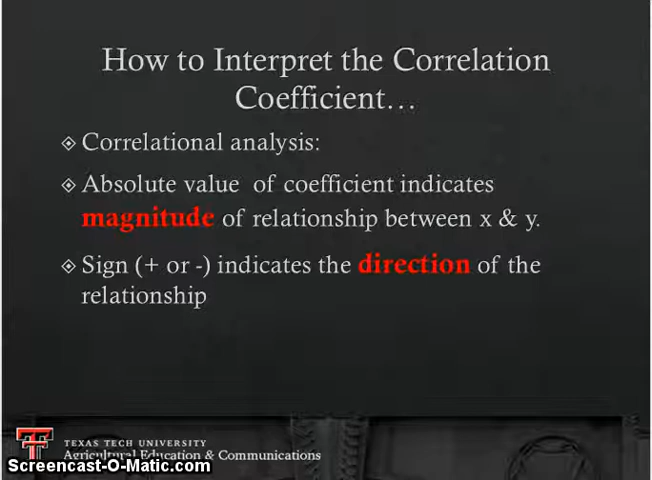 How to Interpret the Correlation
Coefficient…
Correlational analysis:
Absolute value of coefficient indicates
magnitude of relationship between x & y.
Sign (+ or -) indicates the direction of the
relationship
TEXAS TECH UNIVERSITY
Agricultural Education & Communications
Screencast-O-Matic.com